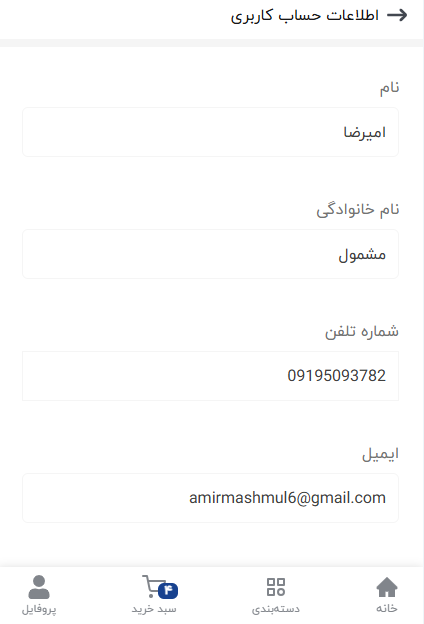 اطلاعات حساب کاربری
نام
امیرضا
نام خانوادگی
مشمول
شماره تلفن
09195093782
ایمیل
amirmashmul6@gmail.com
۴
خانه دسته‌بندی سبد خرید پروفایل